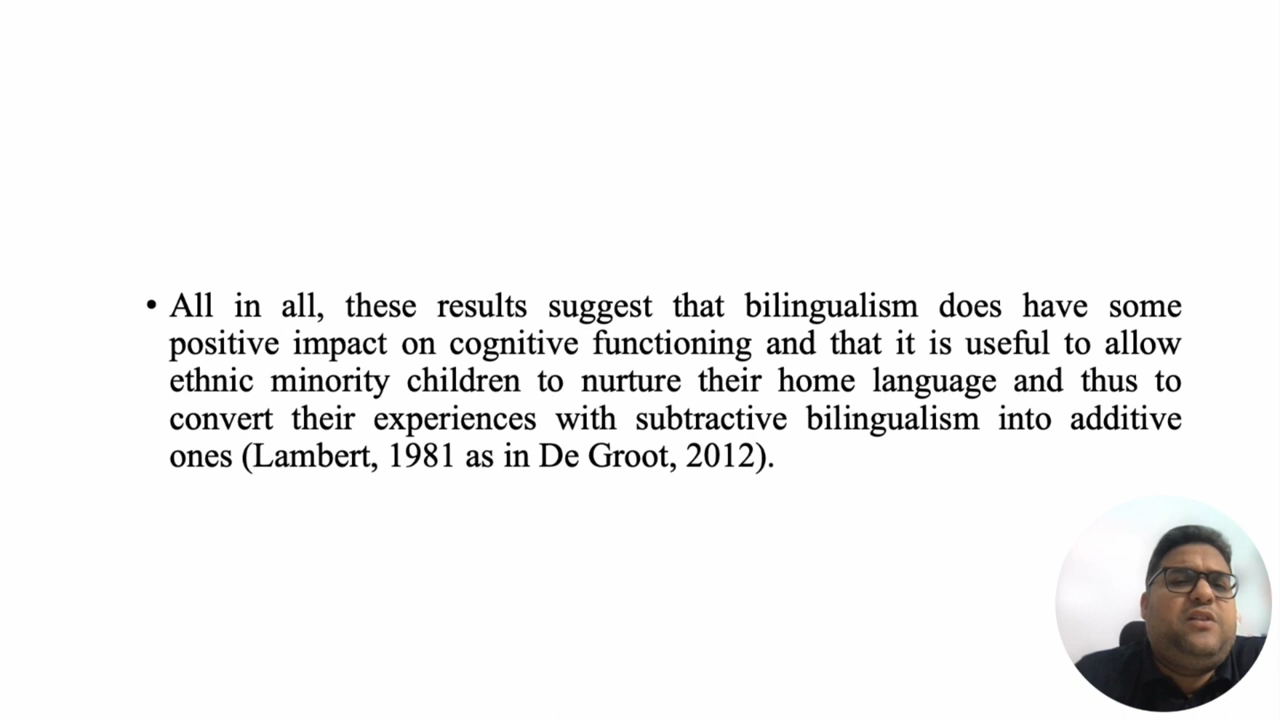 • All in all, these results suggest that bilingualism does have some
positive impact on cognitive functioning and that it is useful to allow
ethnic minority children to nurture their home language and thus to
convert their experiences with subtractive bilingualism into additive
ones (Lambert, 1981 as in De Groot, 2012).